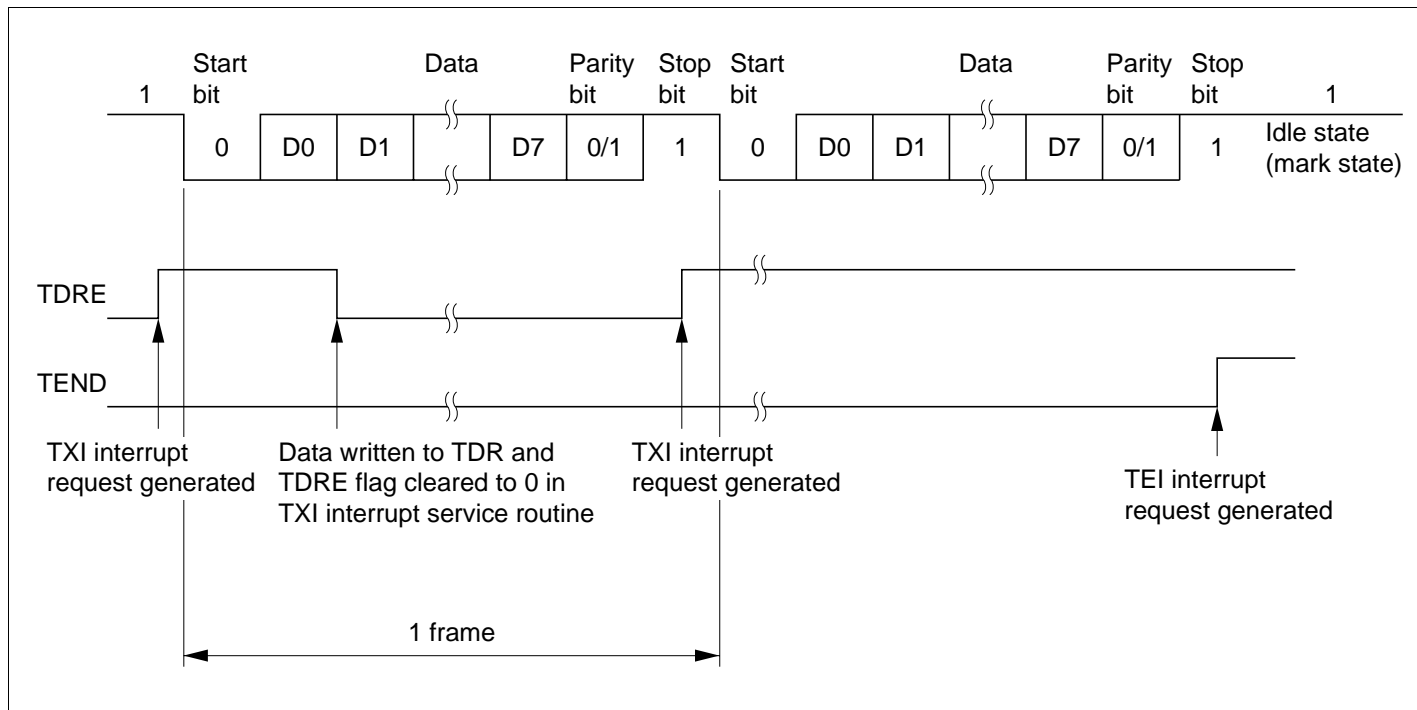 Start bit Data Parity bit Stop bit Start bit Data Parity bit Stop bit
1 1
0 D0 D1 D7 0/1 1 0 D0 D1 D7 0/1 1 Idle state (mark state)
TDRE
TEND
TXI interrupt request generated
Data written to TDR and TDRE flag cleared to 0 in TXI interrupt service routine
TXI interrupt request generated
TEI interrupt request generated
1 frame